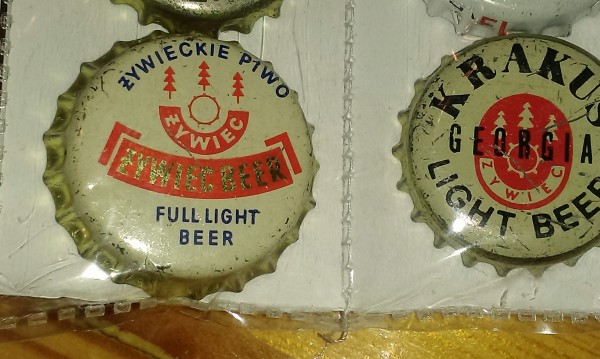 ŻYWIECKIE PIWO
ŻYWIEC
ŻYWIEC BEER
FULL LIGHT
BEER
KRAKUS
GEORGIA
ŻYWIEC
LIGHT BEER